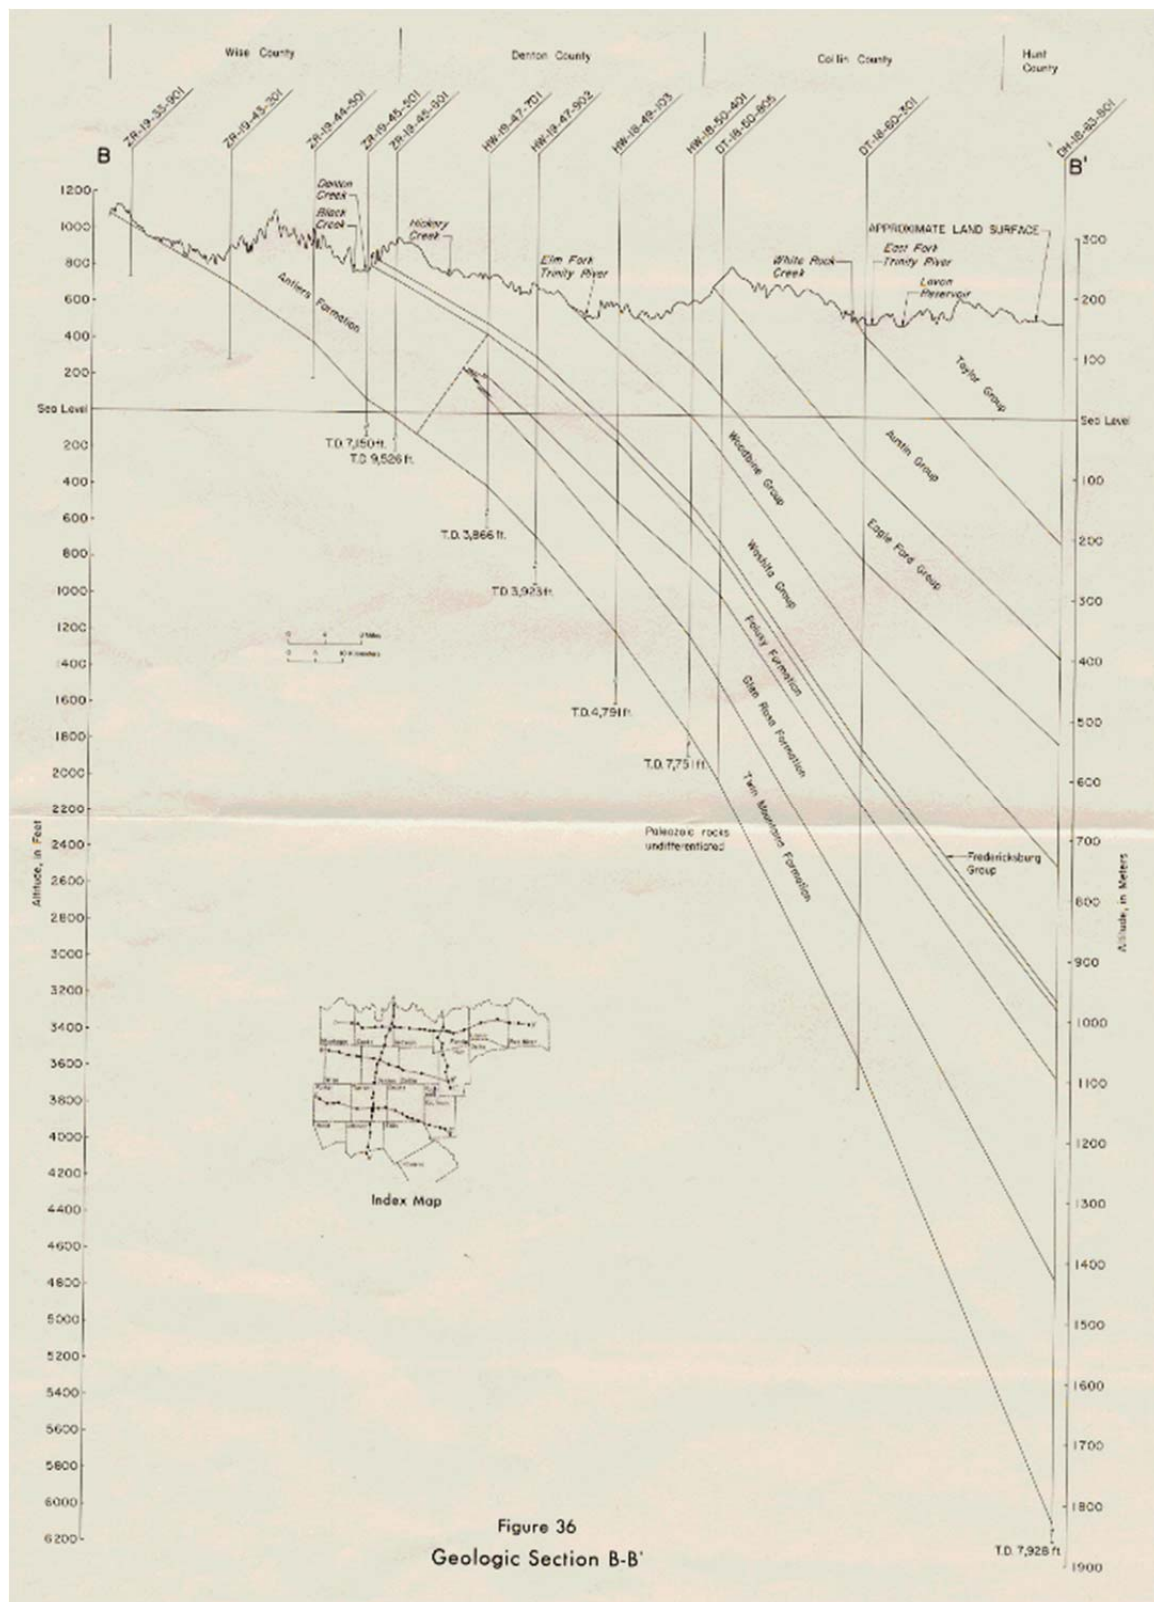 Wise County
Denton County
Collin County
Hunt
County
ZR-19-33-901
ZR-19-43-301
ZR-19-44-501
ZR-19-45-501
ZR-19-45-901
HW-19-47-701
HW-19-47-902
HW-18-49-103
HW-18-50-401
DT-18-60-301
B
B'
Denton
Creek
Black
Creek
Hickory
Creek
Elm Fork
Trinity River
White Rock
Creek
APPROXIMATE LAND SURFACE
East Fork
Trinity River
Lavon
Reservoir
1200
1000
800
600
400
200
Sea Level
200
400
600
800
1000
1200
1400
1600
1800
2000
2200
2400
2600
2800
3000
3200
3400
3600
3800
4000
4200
4400
4600
4800
5000
5200
5400
5600
5800
6000
6200
Altitude, in Feet
300
200
100
Sea Level
100
200
300
400
500
600
700
800
900
1000
1100
1200
1300
1400
1500
1600
1700
1800
1900
Altitude, in Meters
Antlers Formation
Taylor Group
Austin Group
Eagle Ford Group
Woodbine Group
Washita Group
Paluxy Formation
Glen Rose Formation
Twin Mountains Formation
Fredericksburg
Group
Paleozoic rocks
undifferentiated
T.D. 7,150 ft.
T.D. 9,526 ft.
T.D. 3,866 ft.
T.D. 3,923 ft.
T.D. 4,791 ft.
T.D. 7,751 ft.
T.D. 7,928 ft.
Index Map
Figure 36
Geologic Section B-B'